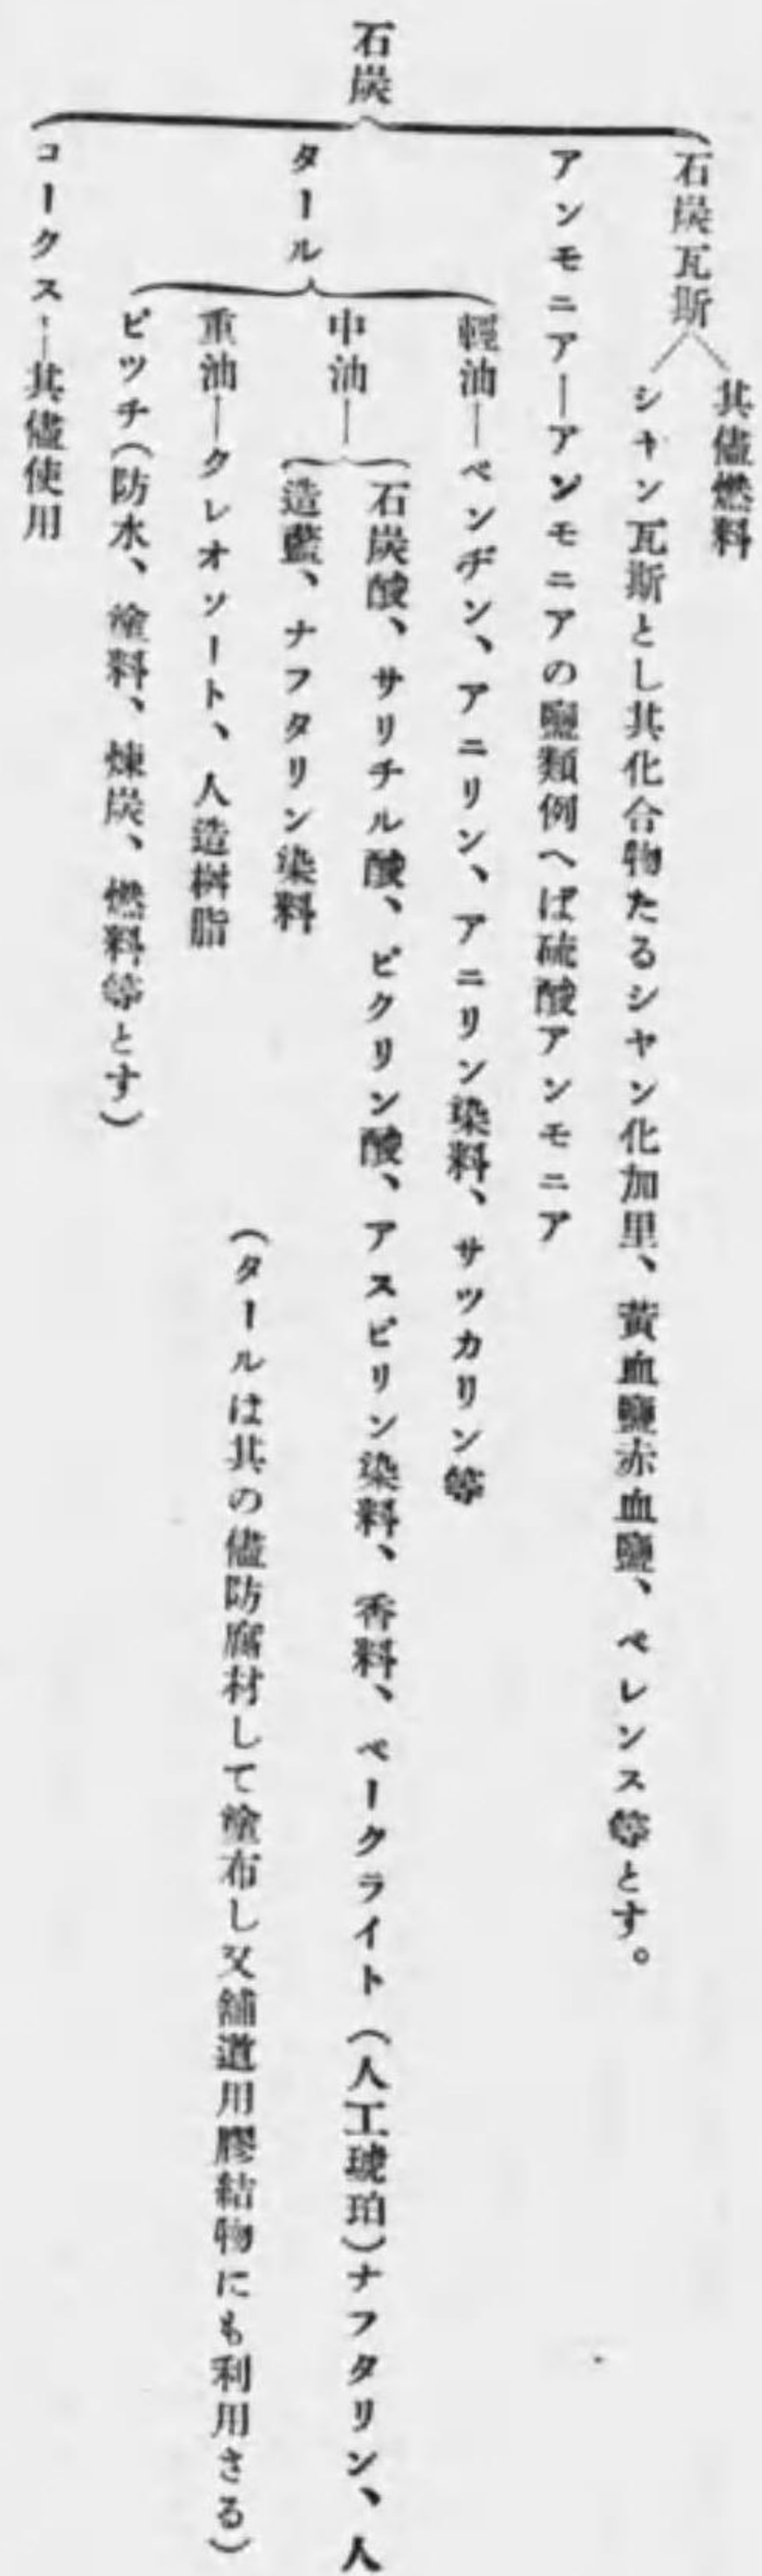 石炭
石炭瓦斯
其儘燃料
シヤン瓦斯とし其化合物たるシヤン化加里、黃血鹽赤血鹽、ベレンス等とす。
アンモニア―アンモニアの鹽類例へば硫酸アンモニア
タール
輕油―ベンヂン、アニリン、アニリン染料、サツカリン等
中油―
石炭酸、サリチル酸、ピクリン酸、アスピリン染料、香料、ベークライト（人工琥珀）ナフタリン、人
造藍、ナフタリン染料
重油―クレオソート、人造樹脂
（タールは其の儘防腐材して塗布し又舖道用膠結物にも利用さる）
ピツチ（防水、塗料、煉炭、燃料等とす）
コークス―其儘使用